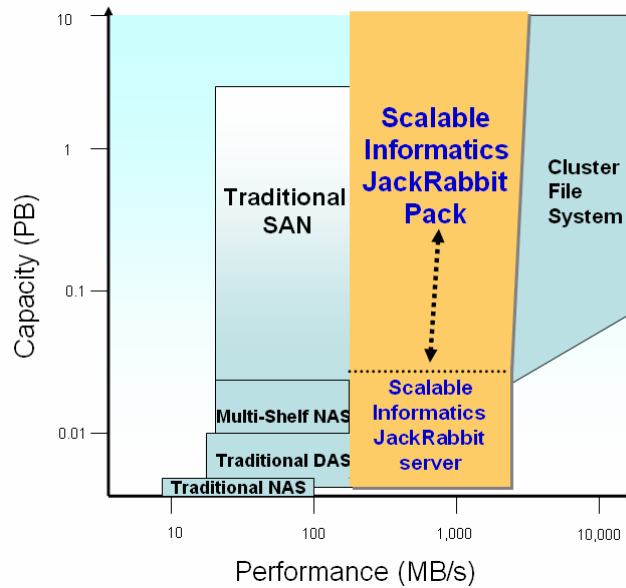 10
1
0.1
0.01
Capacity (PB)
Traditional
SAN
Scalable
Informatics
JackRabbit
Pack
Cluster
File
System
Multi-Shelf NAS
Traditional DAS
Traditional NAS
Scalable
Informatics
JackRabbit
server
10
100
1,000
10,000
Performance (MB/s)